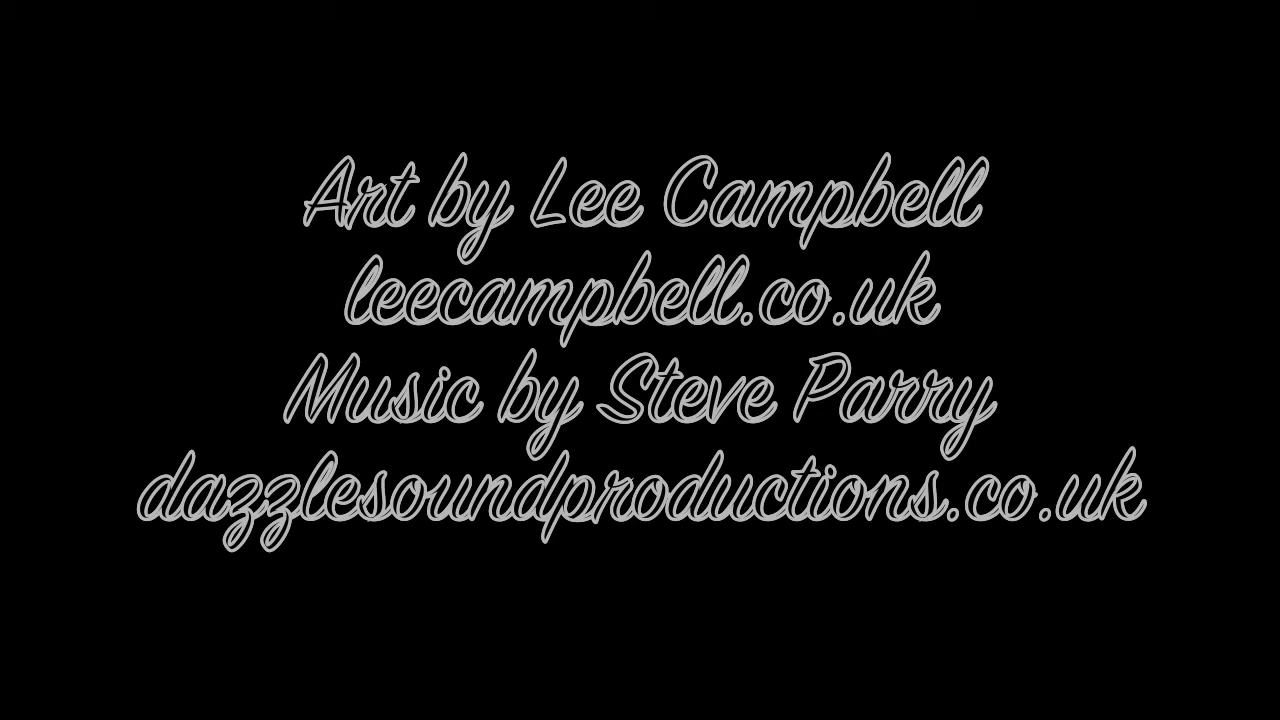 Art by Lee Campbell
leecampbell.co.uk
Music by Steve Parry
dazzlesoundproductions.co.uk